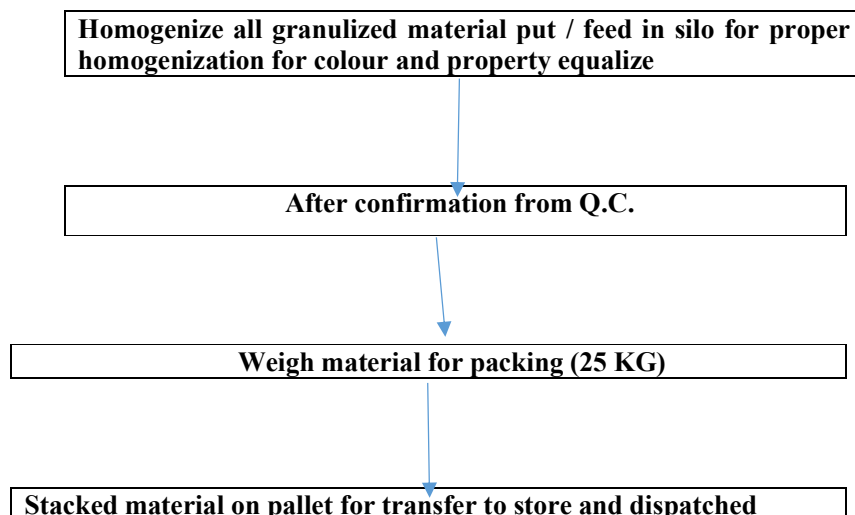 Homogenize all granulized material put / feed in silo for proper
homogenization for colour and property equalize
After confirmation from Q.C.
Weigh material for packing (25 KG)
Stacked material on pallet for transfer to store and dispatched